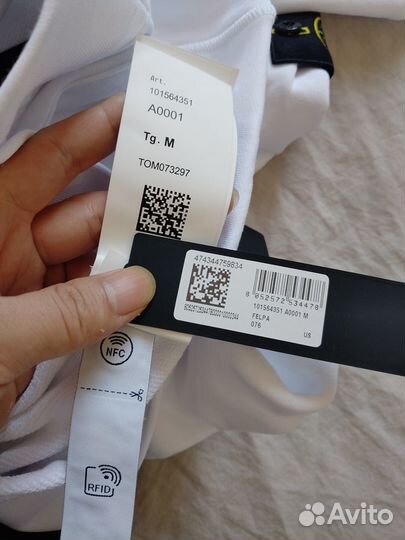 Art.
101564351
A0001
Tg. M
TOM073297
474344759834
8 052572 534478
101564351 A0001 M
FELPA
076
US
NFC
RFID
Avito